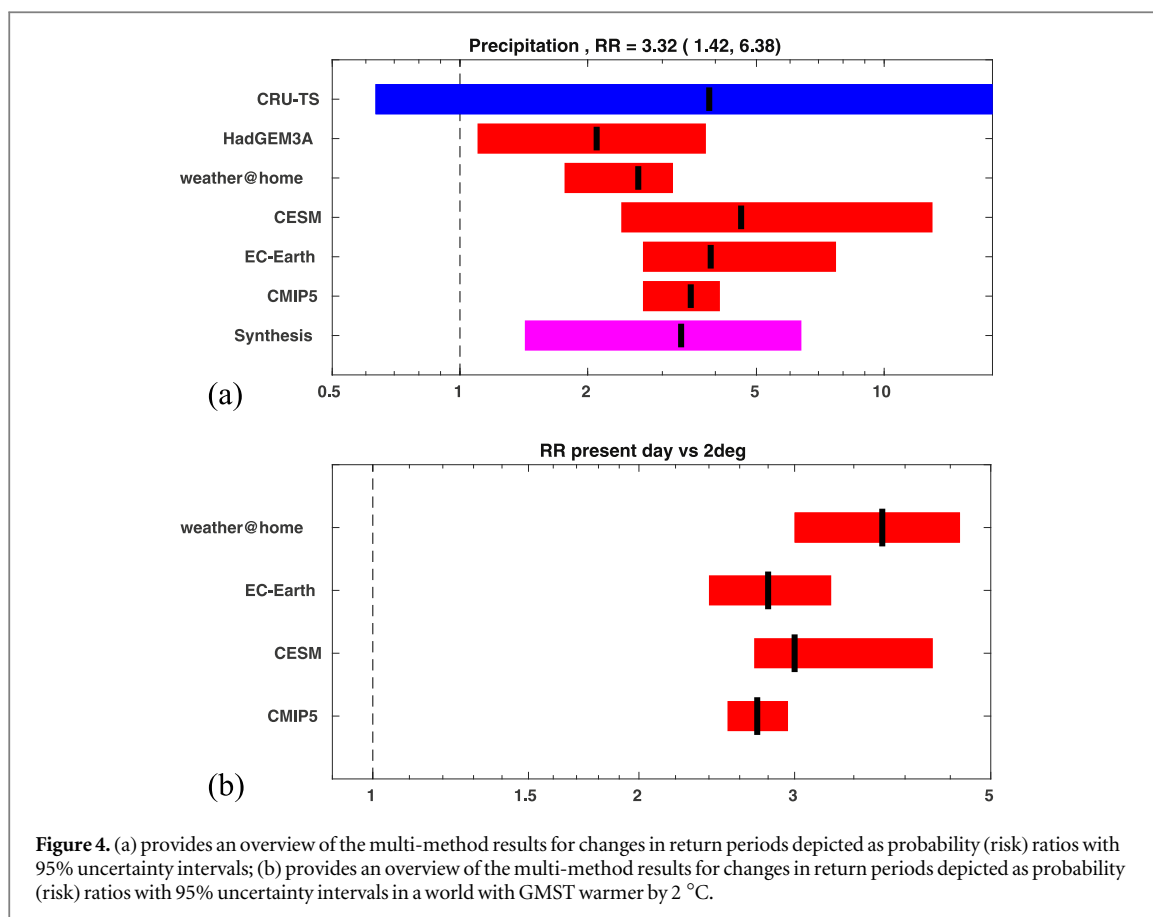 Precipitation , RR = 3.32 ( 1.42, 6.38)
CRU-TS
HadGEM3A
weather@home
CESM
EC-Earth
CMIP5
Synthesis
0.5 1 2 5 10
(a)
RR present day vs 2deg
weather@home
EC-Earth
CESM
CMIP5
(b)
1 1.5 2 3 5
Figure 4. (a) provides an overview of the multi-method results for changes in return periods depicted as probability (risk) ratios with
95% uncertainty intervals; (b) provides an overview of the multi-method results for changes in return periods depicted as probability
(risk) ratios with 95% uncertainty intervals in a world with GMST warmer by 2 °C.